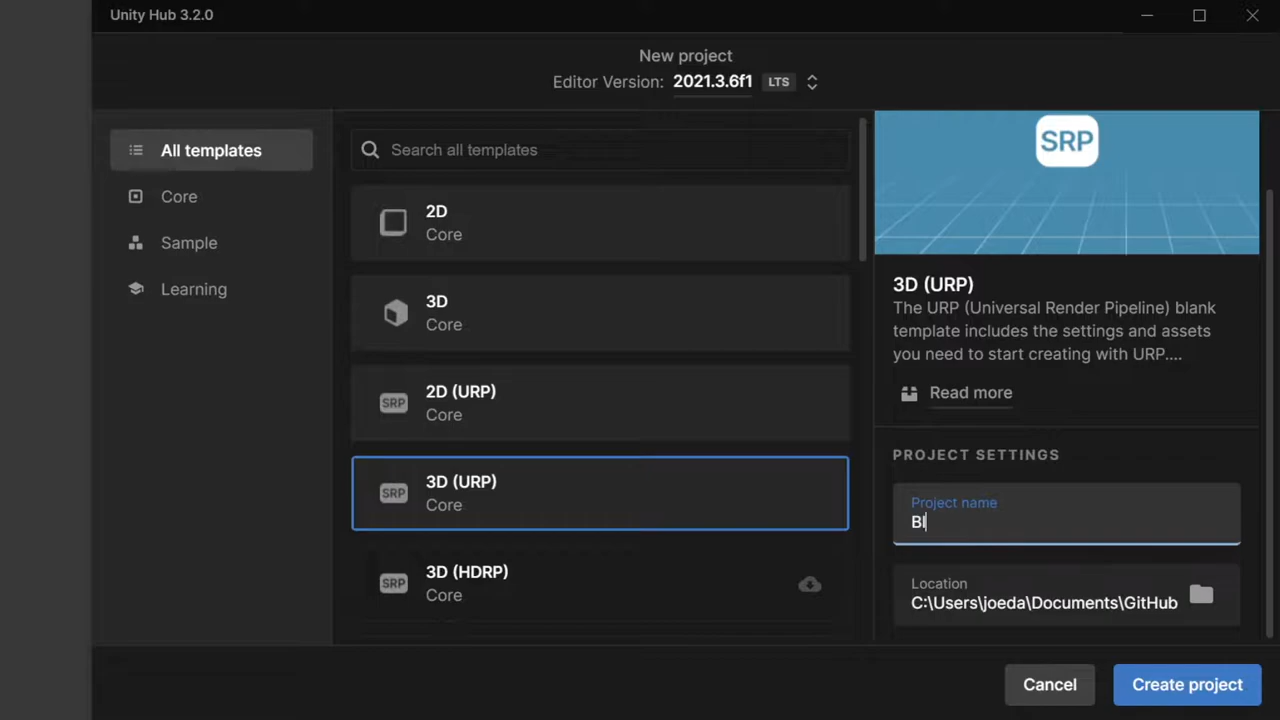 Unity Hub 3.2.0
New project
Editor Version: 2021.3.6f1 LTS
All templates
Core
Sample
Learning
Search all templates
2D
Core
3D
Core
SRP
2D (URP)
Core
SRP
3D (URP)
Core
SRP
3D (HDRP)
Core
SRP
3D (URP)
The URP (Universal Render Pipeline) blank
template includes the settings and assets
you need to start creating with URP....
Read more
PROJECT SETTINGS
Project name
Bl
Location
C:\Users\joeda\Documents\GitHub
Cancel
Create project